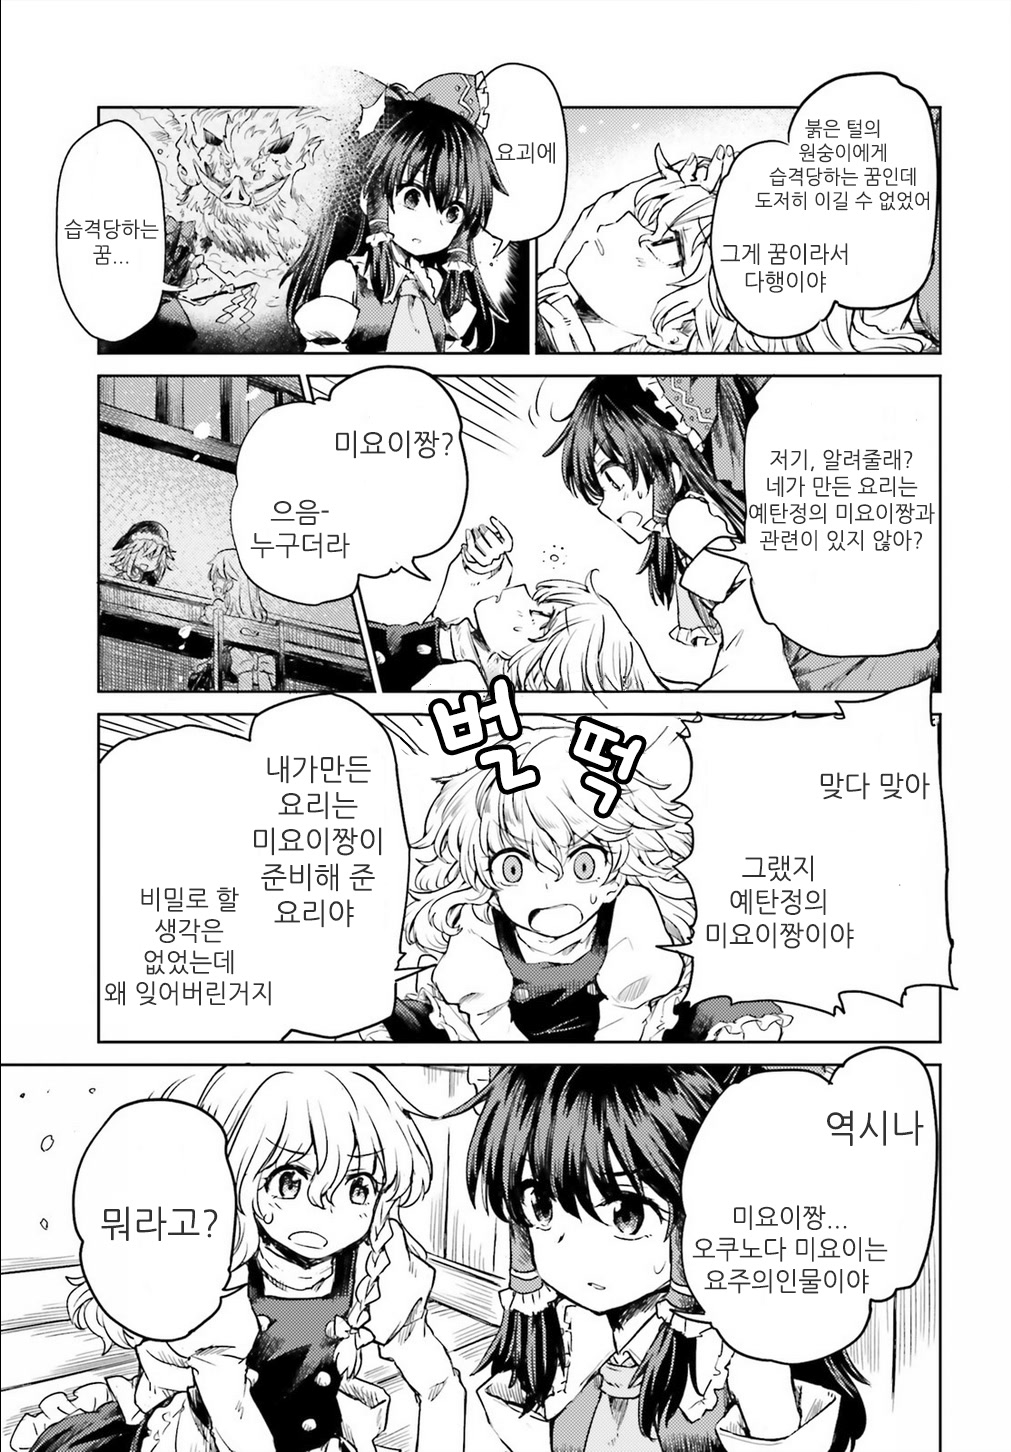 붉은 털의
원숭이에게
습격당하는 꿈인데
도저히 이길 수 없었어
그게 꿈이라서
다행이야
요괴에
습격당하는
꿈...
저기, 알려줄래?
네가 만든 요리는
예탄정의 미요이짱과
관련이 있지 않아?
미요이짱?
으음-
누구더라
맞다 맞아
그랬지
예탄정의
미요이짱이야
벌떡
내가만든
요리는
미요이짱이
준비해 준
요리야
비밀로 할
생각은
없었는데
왜 잊어버린거지
역시나
미요이짱...
오쿠노다 미요이는
요주의인물이야
뭐라고?